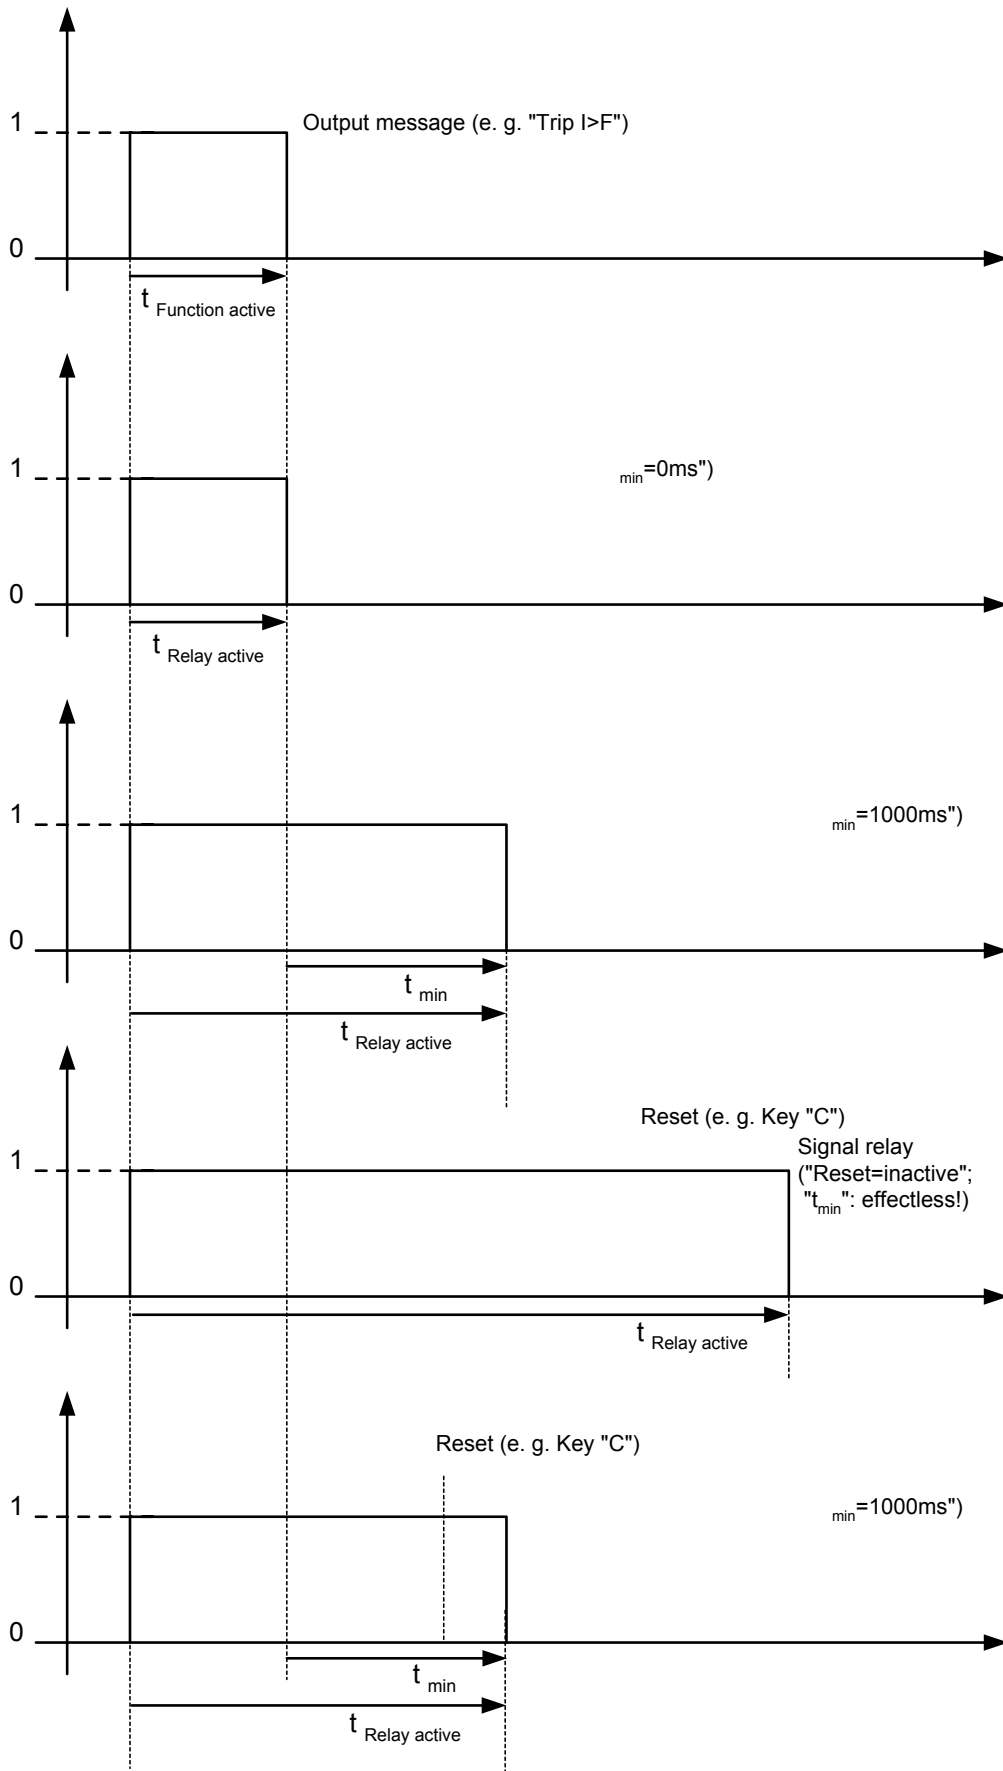 1
Output message (e. g. "Trip I>F")
0
t Function active
1
min=0ms")
0
t Relay active
1
min=1000ms")
0
t min
t Relay active
Reset (e. g. Key "C")
1
Signal relay
("Reset=inactive";
"tmin": effectless!)
0
t Relay active
Reset (e. g. Key "C")
1
min=1000ms")
0
t min
t Relay active